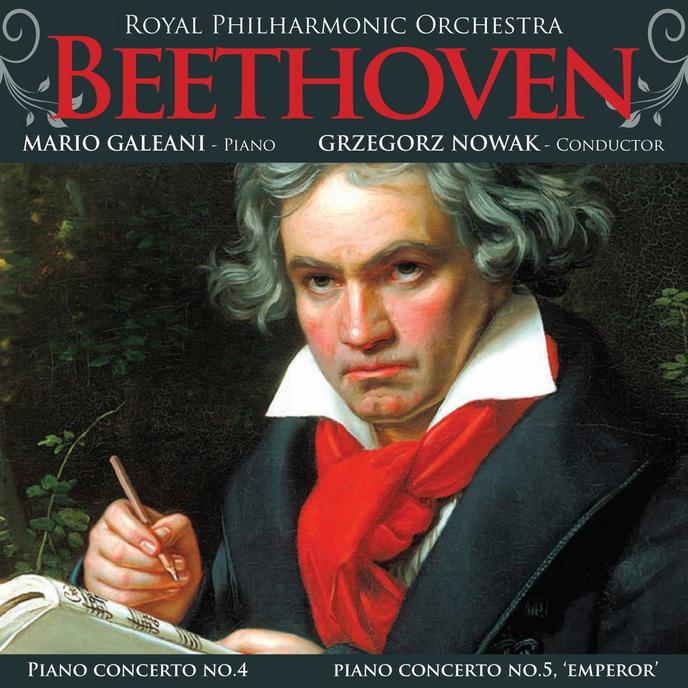 ROYAL PHILHARMONIC ORCHESTRA
BEETHOVEN
MARIO GALEANI - PIANO GRZEGORZ NOWAK - CONDUCTOR
PIANO CONCERTO NO.4 PIANO CONCERTO NO.5, ‘EMPEROR’